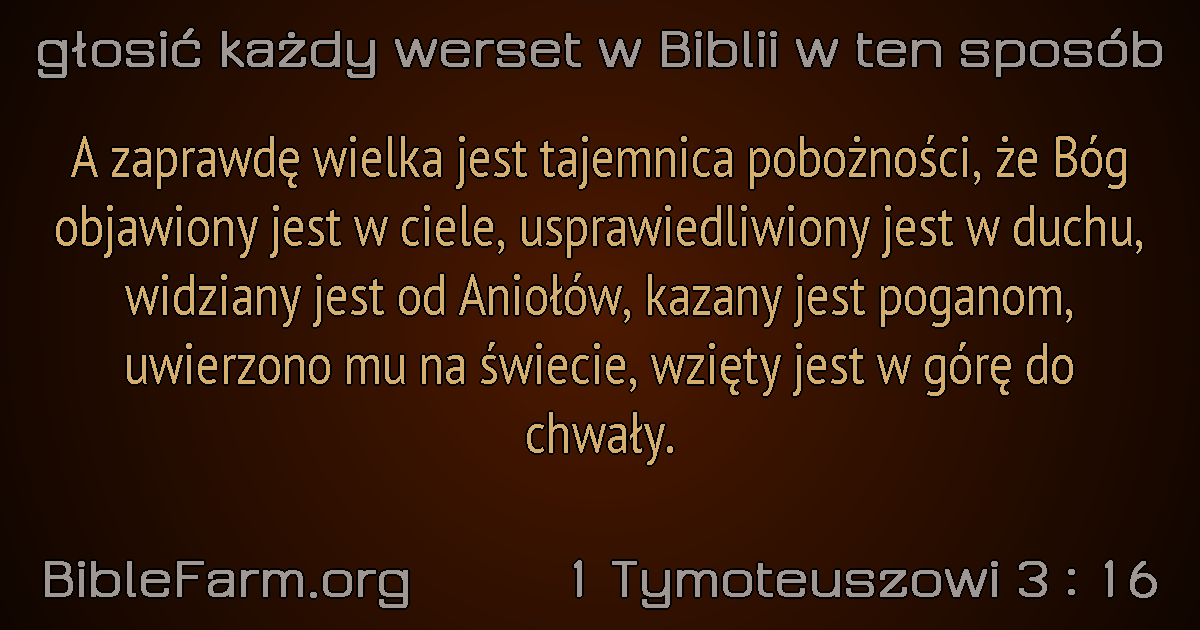 głosić każdy werset w Biblii w ten sposób
A zaprawdę wielka jest tajemnica pobożności, że Bóg
objawiony jest w ciele, usprawiedliwiony jest w duchu,
widziany jest od Aniołów, kazany jest poganom,
uwierzono mu na świecie, wzięty jest w górę do
chwały.
BibleFarm.org
1 Tymoteuszowi 3 : 16